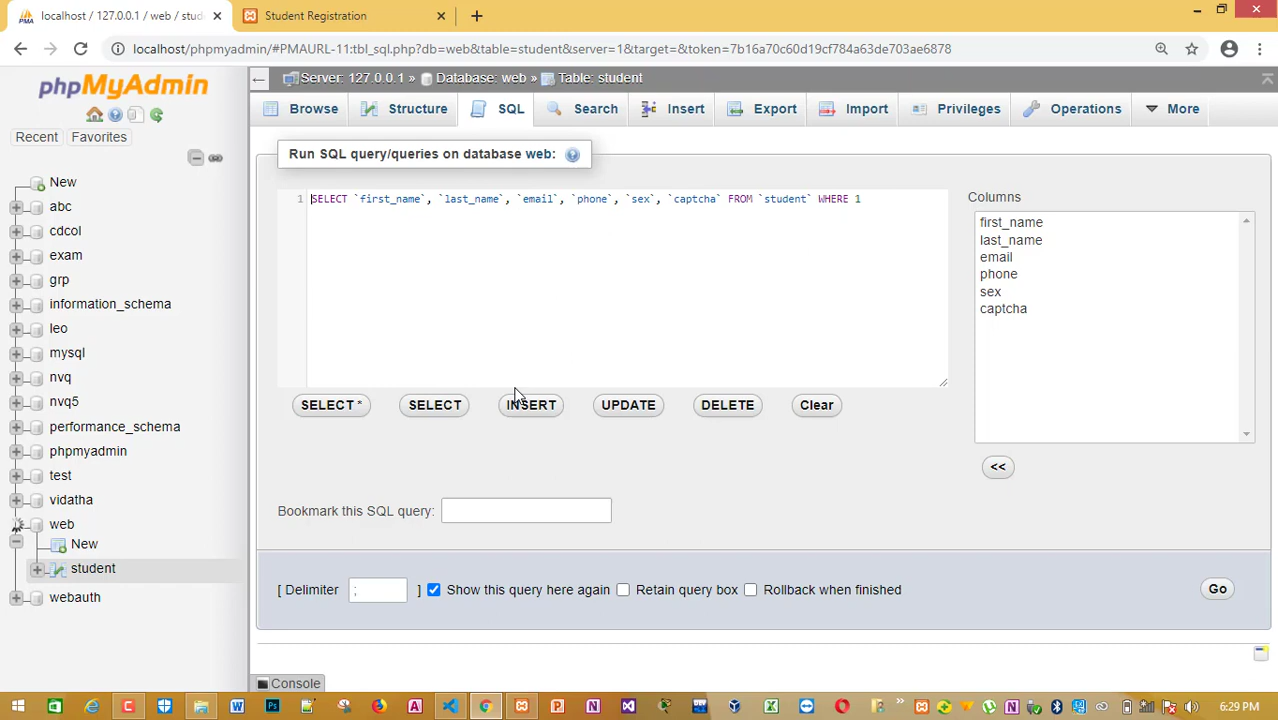 localhost / 127.0.0.1 / web / stud
Student Registration
localhost/phpmyadmin/#PMAURL-11:tbl_sql.php?db=web&table=student&server=1&target=&token=7b16a70c60d19cf784a63de703ae6878
phpMyAdmin
Recent
Favorites
New
abc
cdcol
exam
grp
information_schema
leo
mysql
nvq
nvq5
performance_schema
phpmyadmin
test
vidatha
web
New
student
webauth
Server: 127.0.0.1 » Database: web » Table: student
Browse
Structure
SQL
Search
Insert
Export
Import
Privileges
Operations
More
Run SQL query/queries on database web:
1 SELECT `first_name`, `last_name`, `email`, `phone`, `sex`, `captcha` FROM `student` WHERE 1
Columns
first_name
last_name
email
phone
sex
captcha
<<
SELECT *
SELECT
INSERT
UPDATE
DELETE
Clear
Bookmark this SQL query:
[ Delimiter ; ]
Show this query here again
Retain query box
Rollback when finished
Go
Console
6:29 PM